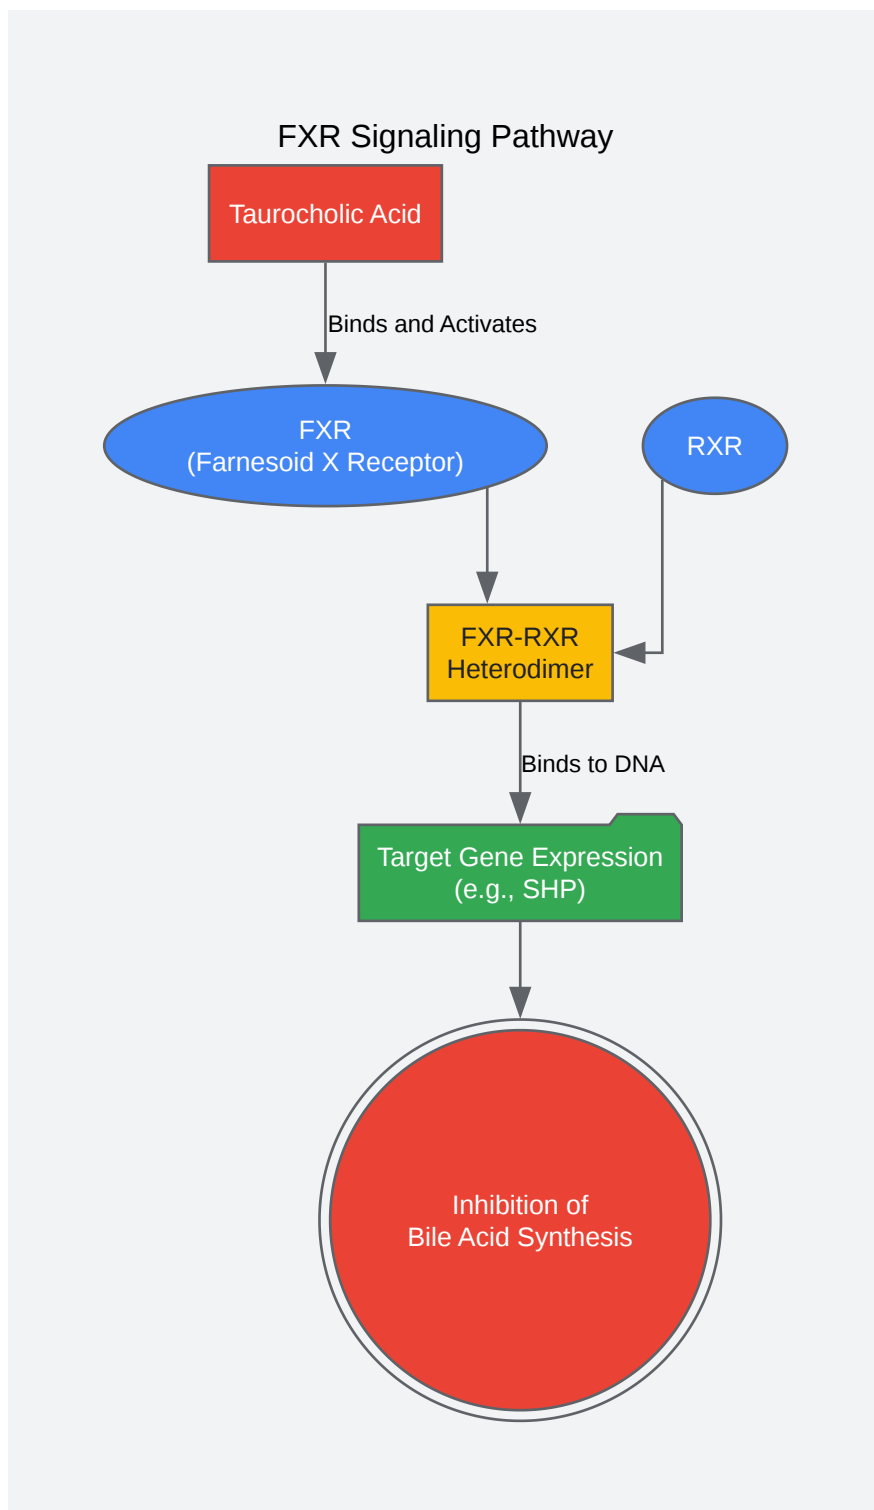 FXR Signaling Pathway
Taurocholic Acid
Binds and Activates
FXR
(Farnesoid X Receptor)
RXR
FXR-RXR
Heterodimer
Binds to DNA
Target Gene Expression
(e.g., SHP)
Inhibition of
Bile Acid Synthesis